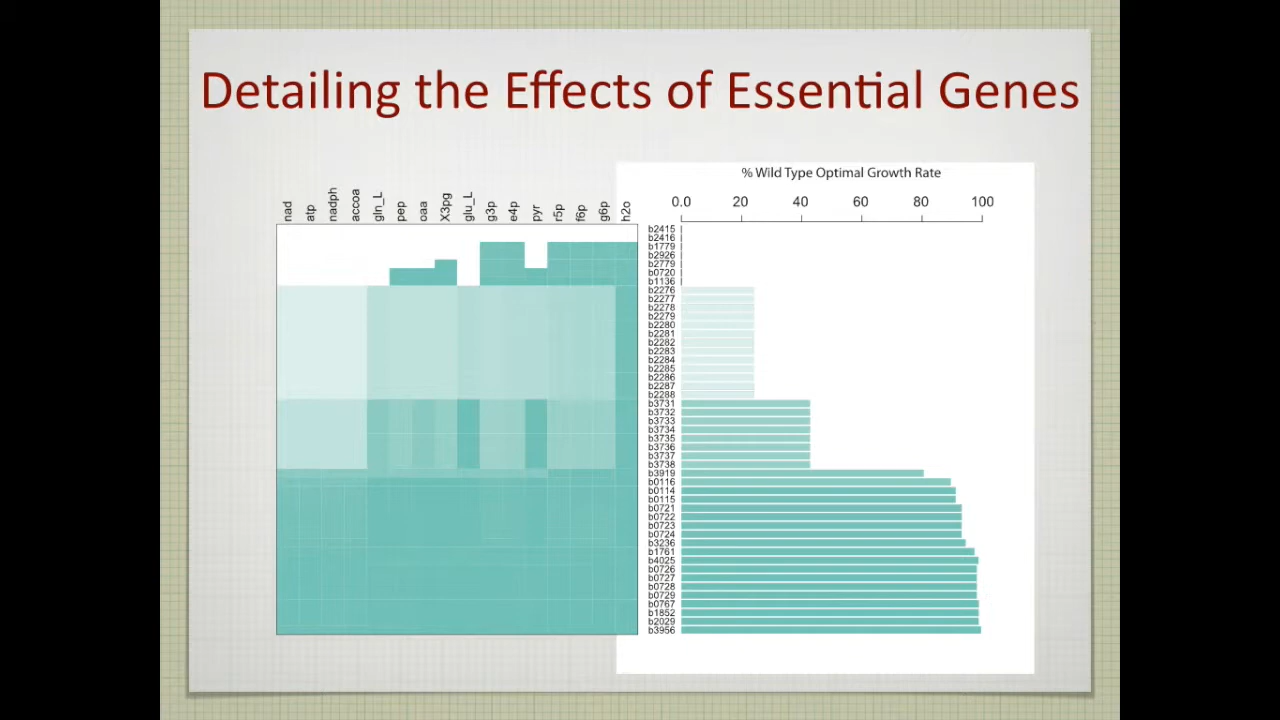 Detailing the Effects of Essential Genes
% Wild Type Optimal Growth Rate
nad atp nadph accoa gln_L pep oaa X3pg glu_L g3p e4p pyr r5p f6p g6p h2o
0.0 20 40 60 80 100
b2415
b2416
b1779
b2926
b2779
b0720
b1136
b2276
b2277
b2278
b2279
b2280
b2281
b2282
b2283
b2284
b2285
b2286
b2287
b2288
b3731
b3732
b3733
b3734
b3735
b3736
b3737
b3738
b3919
b0116
b0114
b0115
b0721
b0722
b0723
b0724
b3236
b1761
b4025
b0726
b0727
b0728
b0729
b0767
b1852
b2029
b3956